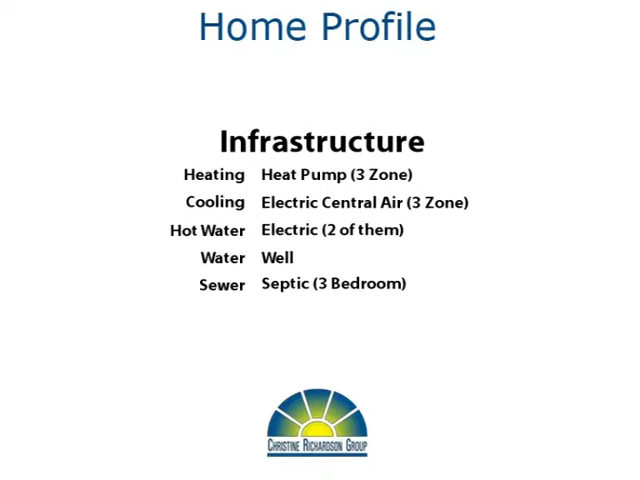 Home Profile
Infrastructure
Heating Heat Pump (3 Zone)
Cooling Electric Central Air (3 Zone)
Hot Water Electric (2 of them)
Water Well
Sewer Septic (3 Bedroom)
Christine Richardson Group